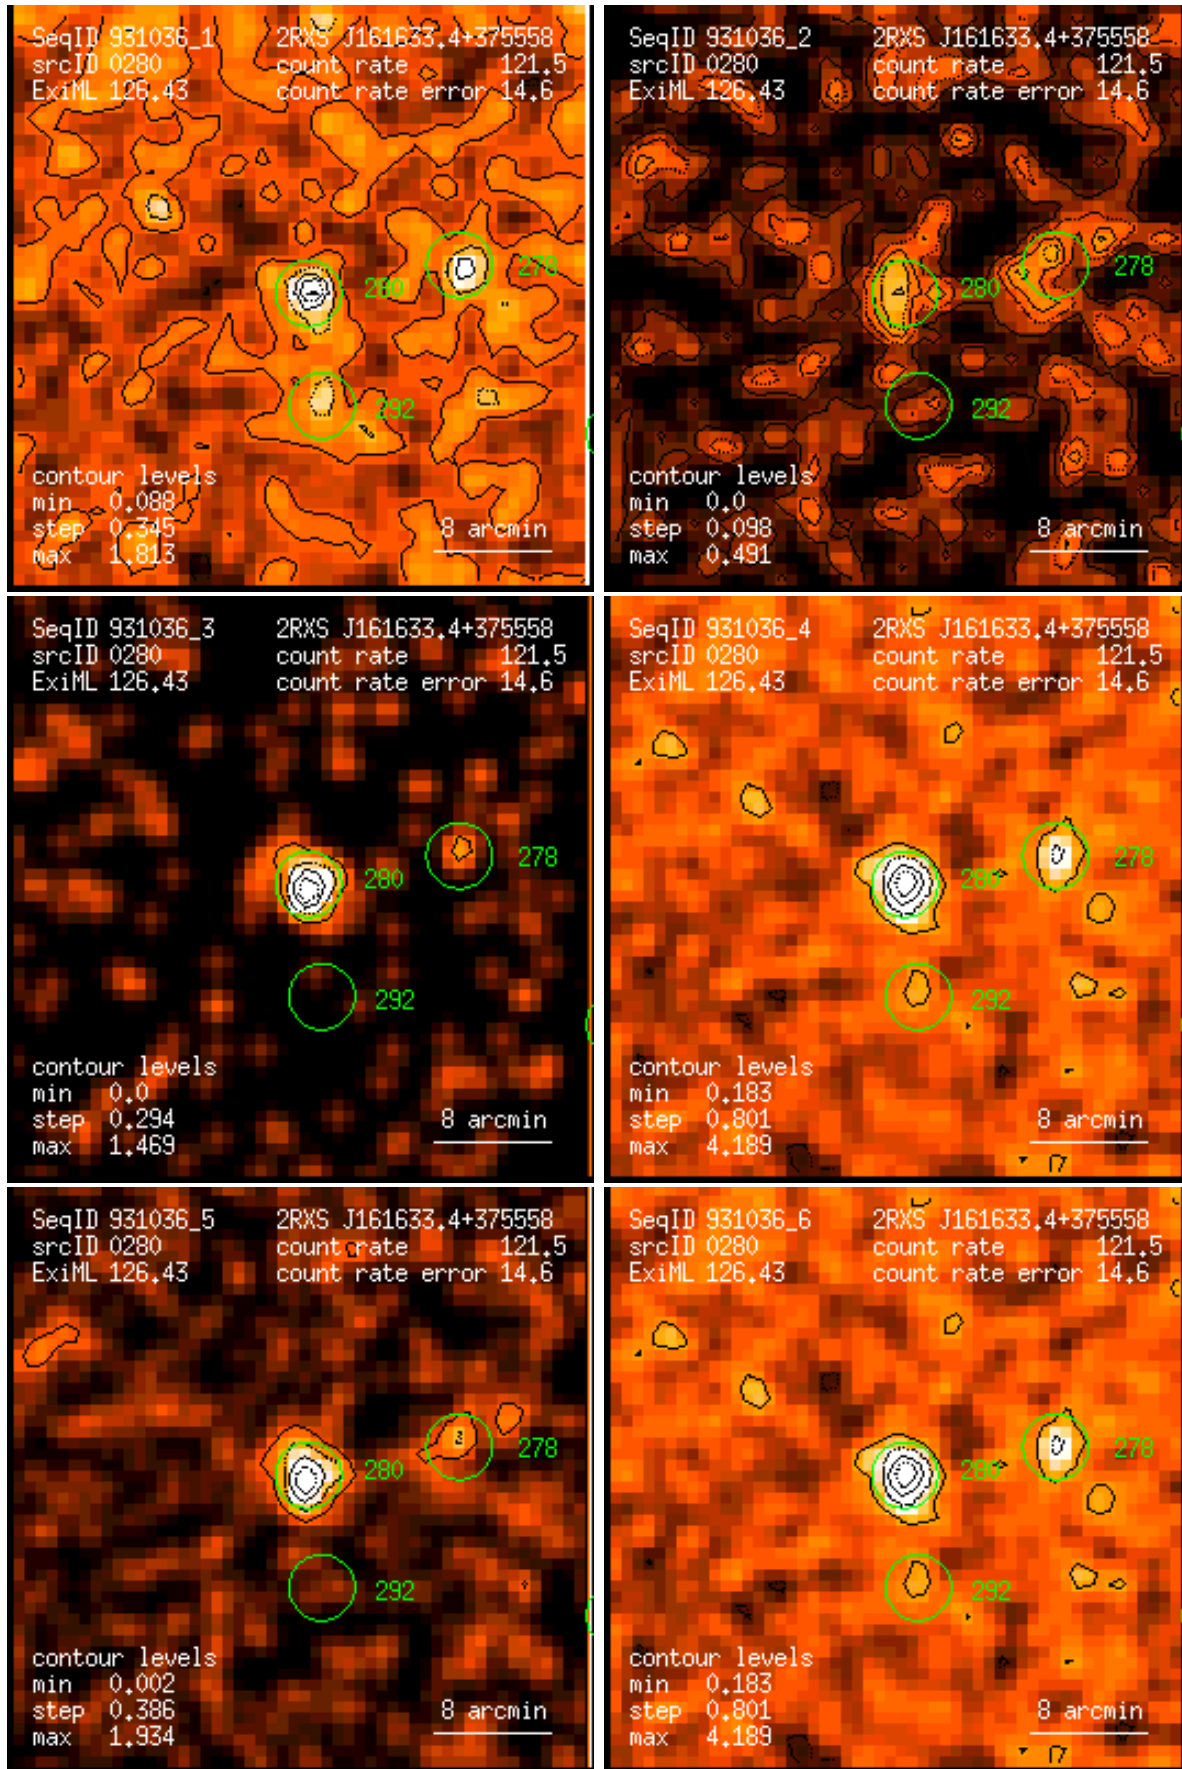 SeqID 931036_1 2RXS J161633.4+375558
srcID 0280 count rate 121.5
ExiML 126.43 count rate error 14.6
278
280
292
contour levels
min 0.088
step 0.345 8 arcmin
max 1.813
SeqID 931036_2 2RXS J161633.4+375558
srcID 0280 count rate 121.5
ExiML 126.43 count rate error 14.6
278
280
292
contour levels
min 0.0
step 0.098 8 arcmin
max 0.491
SeqID 931036_3 2RXS J161633.4+375558
srcID 0280 count rate 121.5
ExiML 126.43 count rate error 14.6
278
280
292
contour levels
min 0.0
step 0.294 8 arcmin
max 1.469
SeqID 931036_4 2RXS J161633.4+375558
srcID 0280 count rate 121.5
ExiML 126.43 count rate error 14.6
278
280
292
contour levels
min 0.183
step 0.801 8 arcmin
max 4.189
SeqID 931036_5 2RXS J161633.4+375558
srcID 0280 count rate 121.5
ExiML 126.43 count rate error 14.6
278
280
292
contour levels
min 0.002
step 0.386 8 arcmin
max 1.934
SeqID 931036_6 2RXS J161633.4+375558
srcID 0280 count rate 121.5
ExiML 126.43 count rate error 14.6
278
280
292
contour levels
min 0.183
step 0.801 8 arcmin
max 4.189